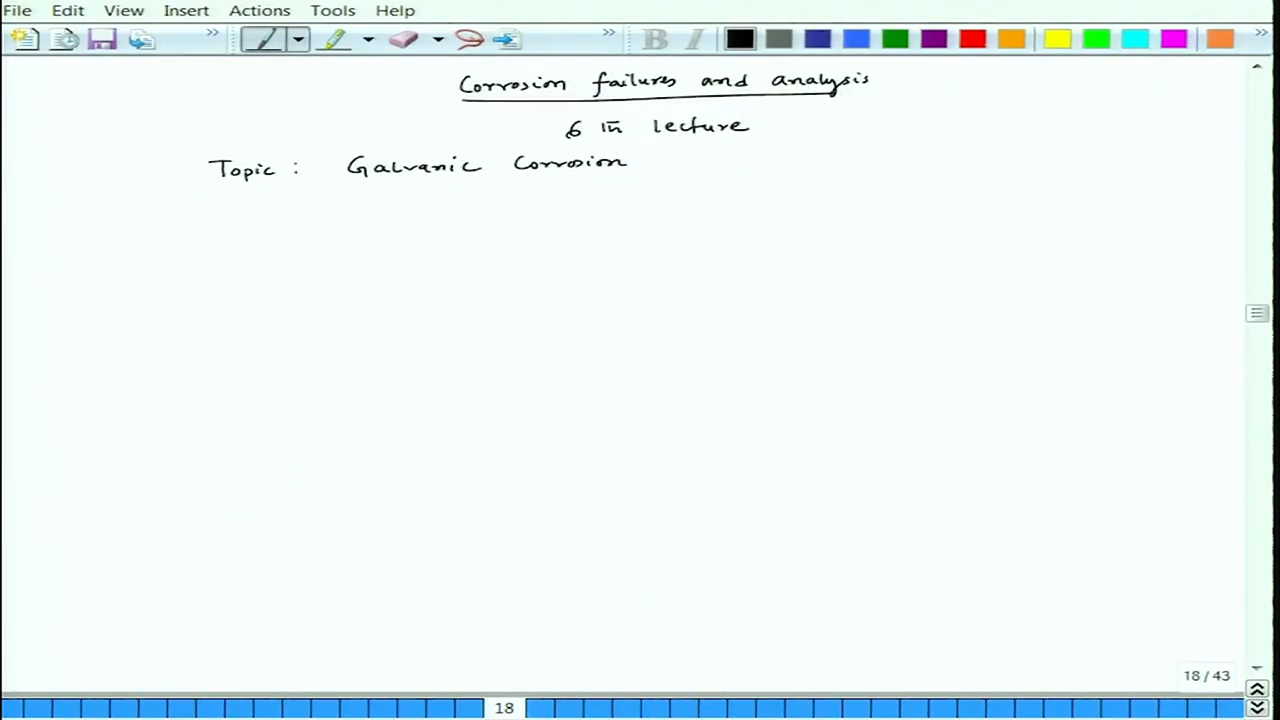 File Edit View Insert Actions Tools Help
B I
Corrosion failures and analysis
6 th lecture
Topic : Galvanic Corrosion
18 / 43
18